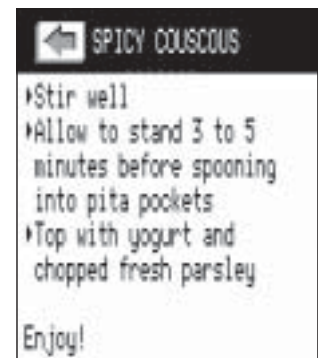 SPICY COUSCOUS
▸Stir well
▸Allow to stand 3 to 5
minutes before spooning
into pita pockets
▸Top with yogurt and
chopped fresh parsley
Enjoy!